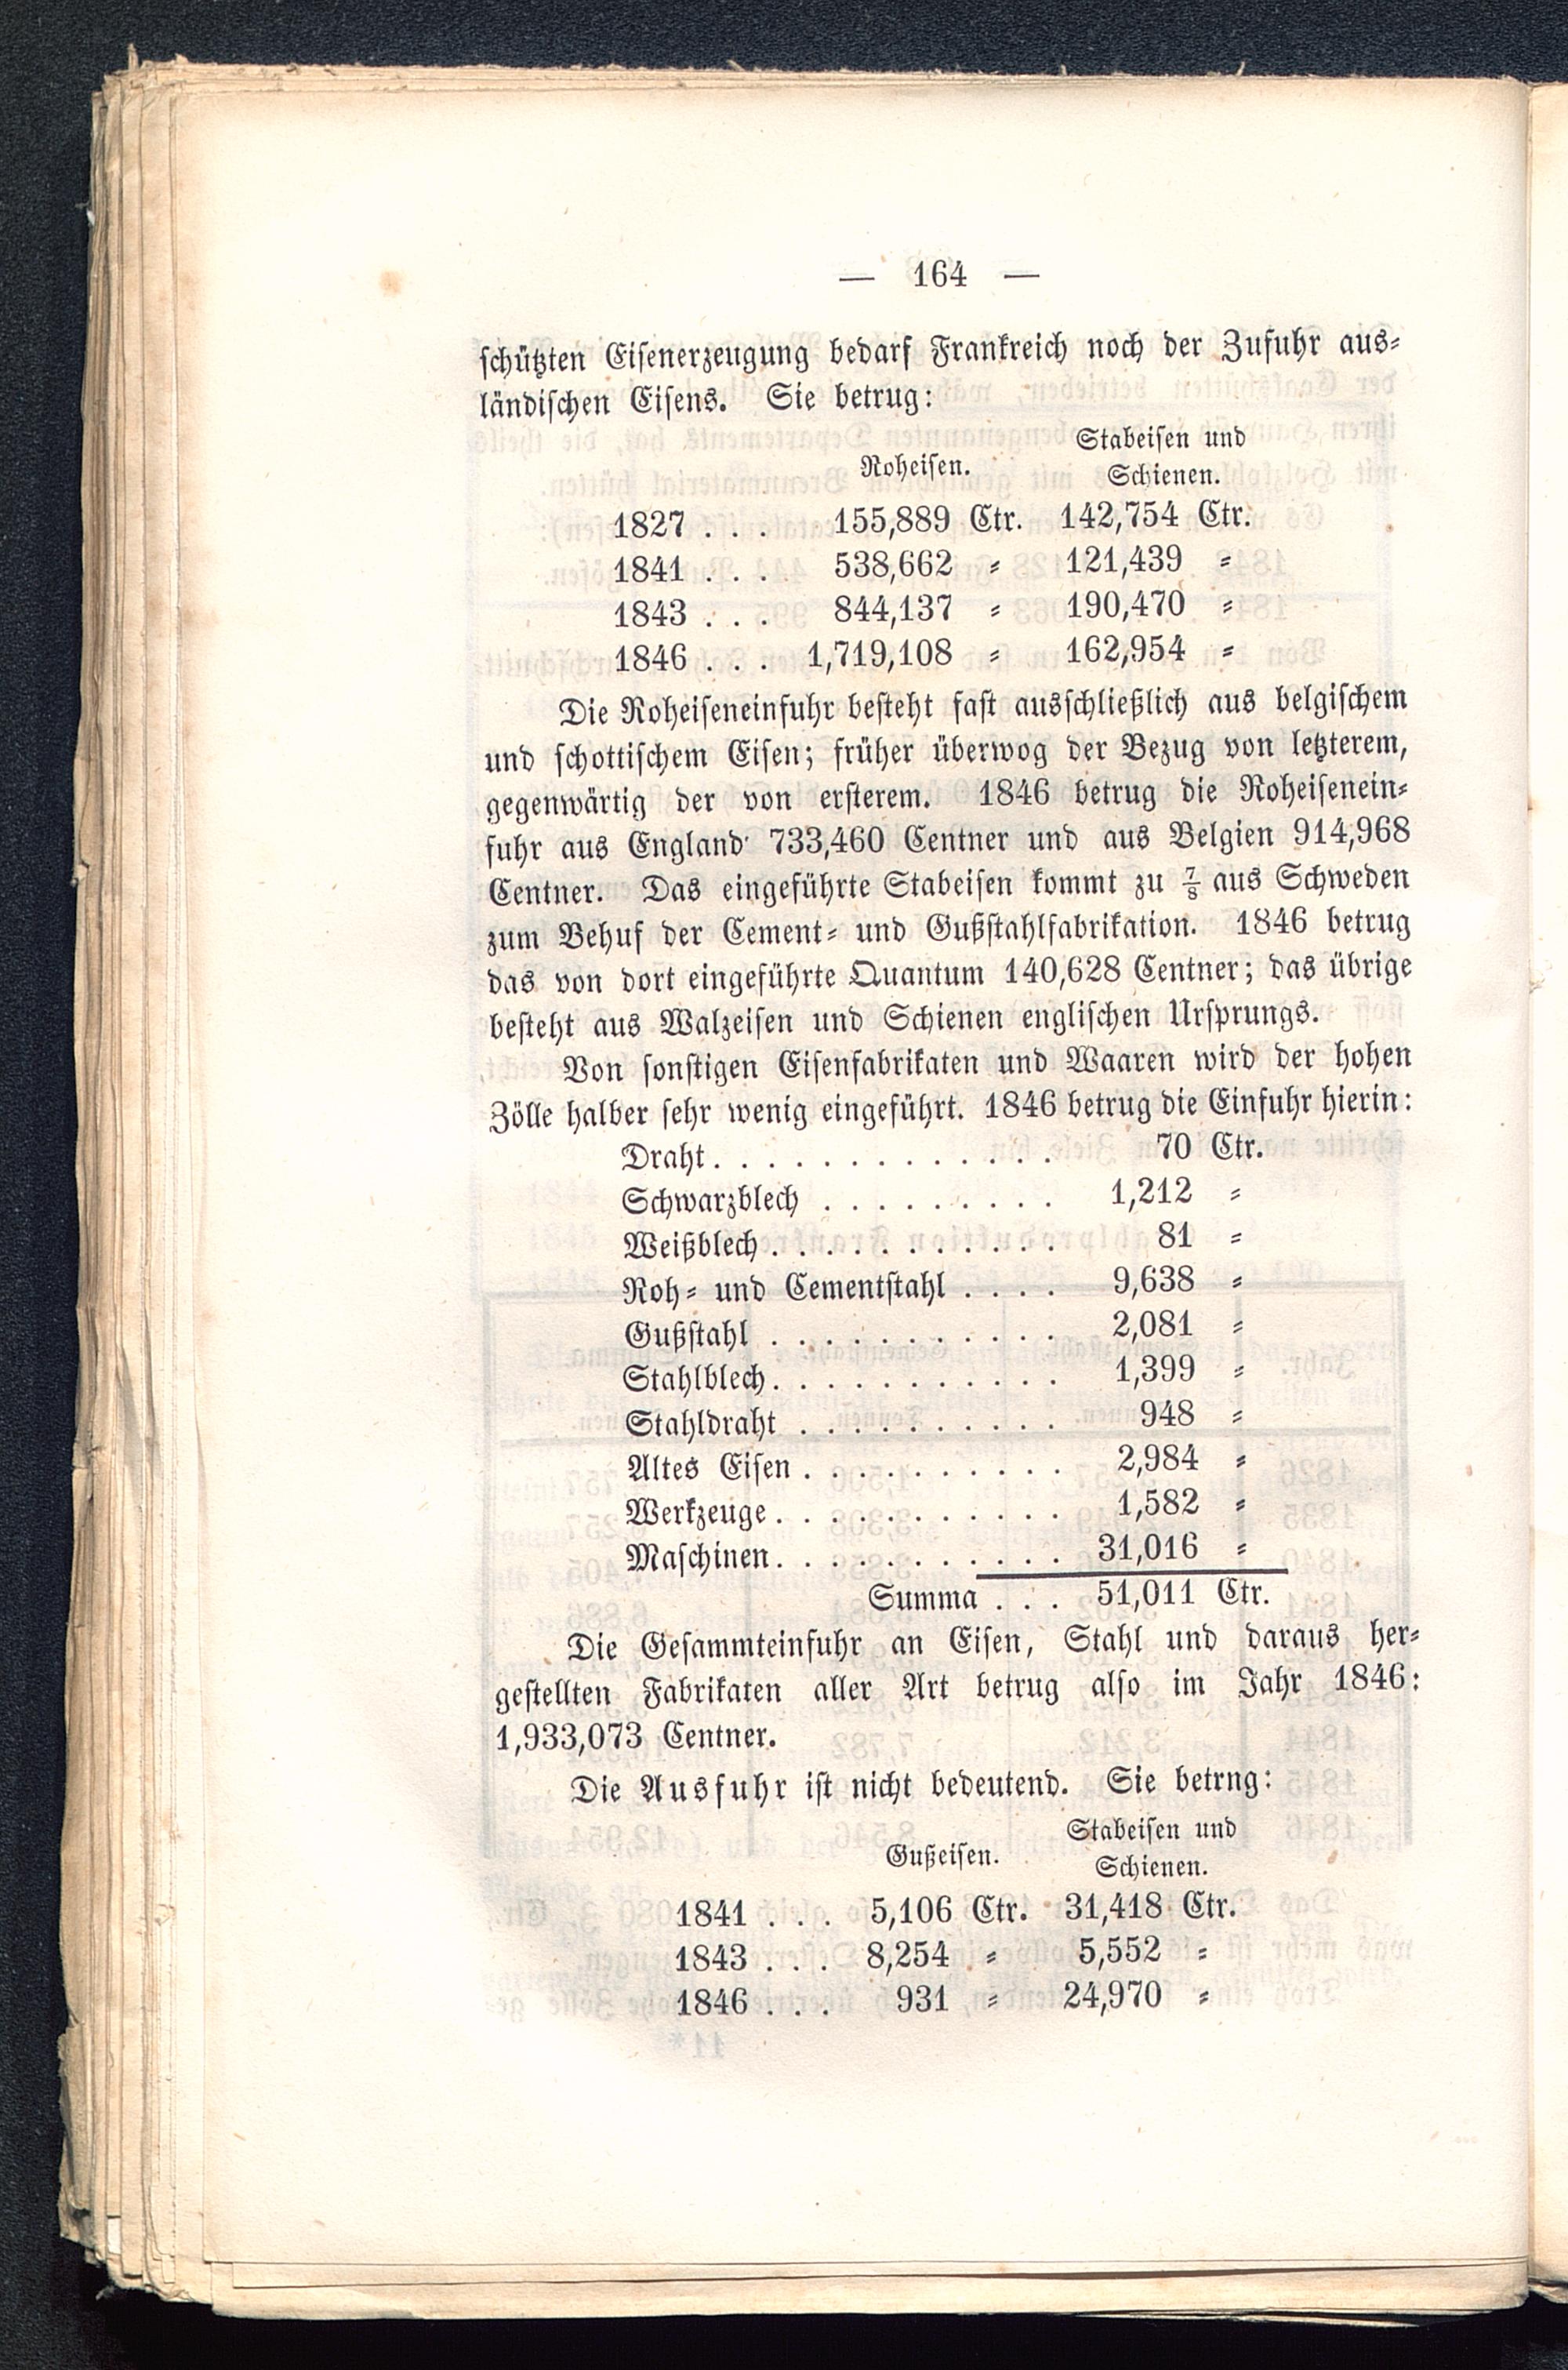 — 164 —
schützten Eisenerzeugung bedarf Frankreich noch der Zufuhr aus-
ländischen Eisens. Sie betrug:
Roheisen. Stabeisen und Schienen.
1827 . . . 155,889 Ctr. 142,754 Ctr.
1841 . . . 538,662 „ 121,439 „
1843 . . . 844,137 „ 190,470 „
1846 . . . 1,719,108 „ 162,954 „
Die Roheiseneinfuhr besteht fast ausschließlich aus belgischem
und schottischem Eisen; früher überwog der Bezug von letzterem,
gegenwärtig der von ersterem. 1846 betrug die Roheisenein-
fuhr aus England 733,460 Centner und aus Belgien 914,968
Centner. Das eingeführte Stabeisen kommt zu 7/8 aus Schweden
zum Behuf der Cement- und Gußstahlfabrikation. 1846 betrug
das von dort eingeführte Quantum 140,628 Centner; das übrige
besteht aus Walzeisen und Schienen englischen Ursprungs.
Von sonstigen Eisenfabrikaten und Waaren wird der hohen
Zölle halber sehr wenig eingeführt. 1846 betrug die Einfuhr hierin:
Draht . . . . . . . . . . . . . 70 Ctr.
Schwarzblech . . . . . . . . . 1,212 „
Weißblech . . . . . . . . . . . 81 „
Roh- und Cementstahl . . . . 9,638 „
Gußstahl . . . . . . . . . . . 2,081 „
Stahlblech . . . . . . . . . . . 1,399 „
Stahldraht . . . . . . . . . . 948 „
Altes Eisen . . . . . . . . . . 2,984 „
Werkzeuge . . . . . . . . . . . 1,582 „
Maschinen . . . . . . . . . . . 31,016 „
Summa . . . 51,011 Ctr.
Die Gesammteinfuhr an Eisen, Stahl und daraus her-
gestellten Fabrikaten aller Art betrug also im Jahr 1846:
1,933,073 Centner.
Die Ausfuhr ist nicht bedeutend. Sie betrng:
Gußeisen. Stabeisen und Schienen.
1841 . . . 5,106 Ctr. 31,418 Ctr.
1843 . . . 8,254 „ 5,552 „
1846 . . . 931 „ 24,970 „